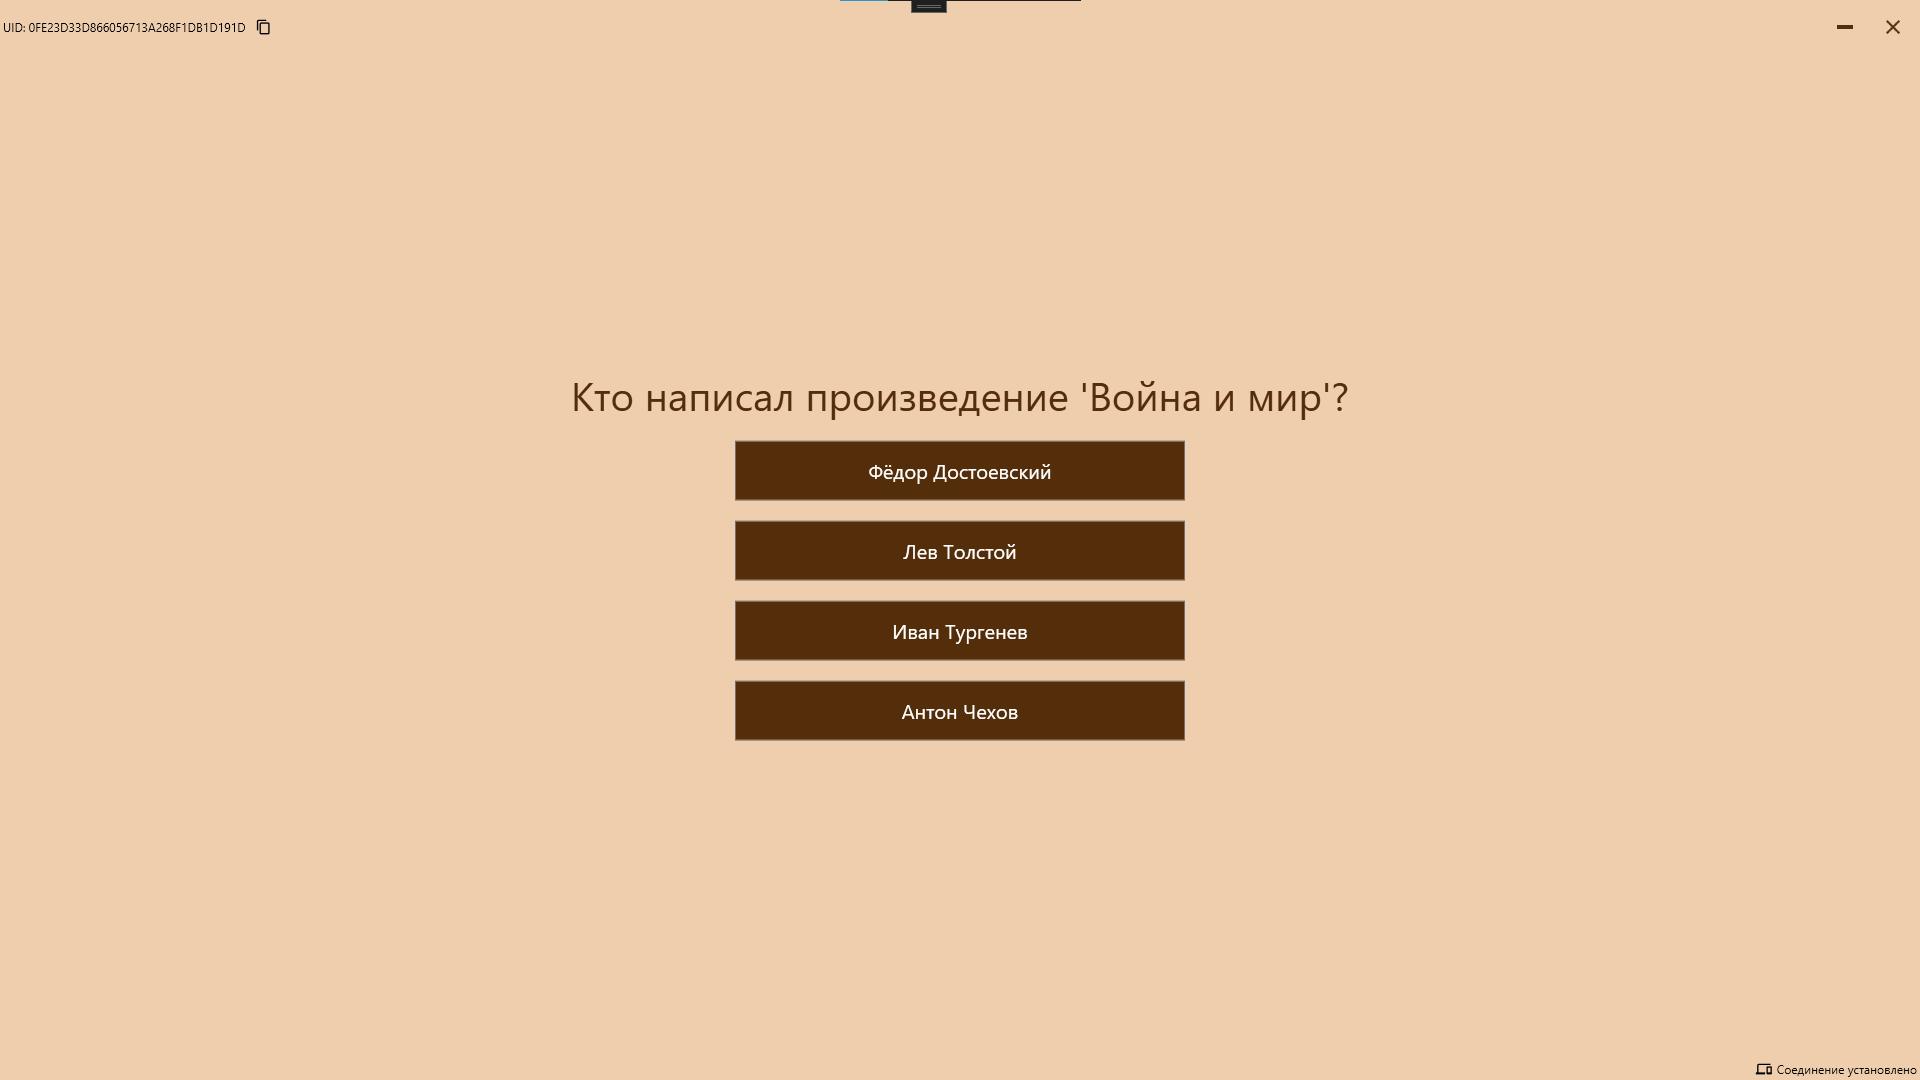 UID: 0FE23D33D866056713A268F1DB1D191D
Кто написал произведение 'Война и мир'?
Фёдор Достоевский
Лев Толстой
Иван Тургенев
Антон Чехов
Соединение установлено